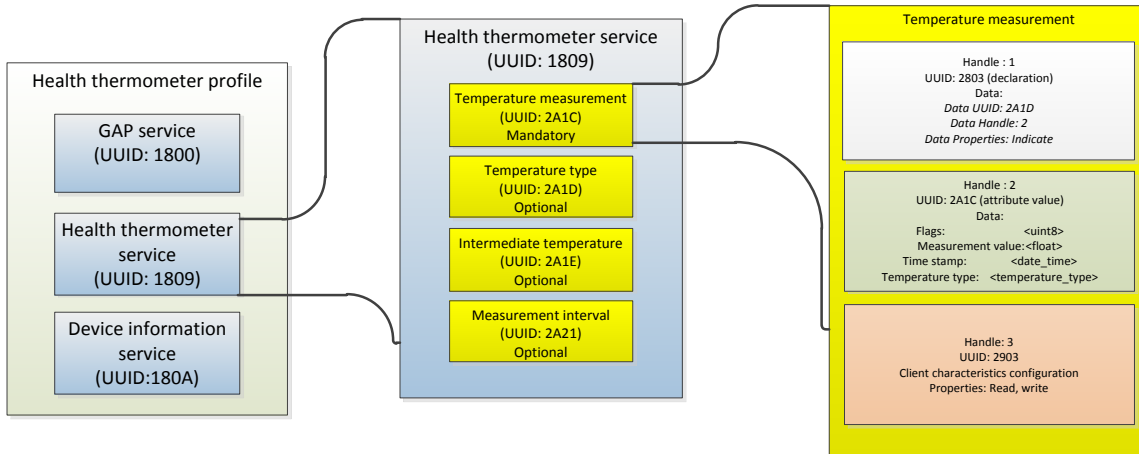 Health thermometer profile
GAP service
(UUID: 1800)
Health thermometer
service
(UUID: 1809)
Device information
service
(UUID:180A)
Health thermometer service
(UUID: 1809)
Temperature measurement
(UUID: 2A1C)
Mandatory
Temperature type
(UUID: 2A1D)
Optional
Intermediate temperature
(UUID: 2A1E)
Optional
Measurement interval
(UUID: 2A21)
Optional
Temperature measurement
Handle : 1
UUID: 2803 (declaration)
Data:
Data UUID: 2A1D
Data Handle: 2
Data Properties: Indicate
Handle : 2
UUID: 2A1C (attribute value)
Data:
Flags: <uint8>
Measurement value:<float>
Time stamp: <date_time>
Temperature type: <temperature_type>
Handle: 3
UUID: 2903
Client characteristics configuration
Properties: Read, write